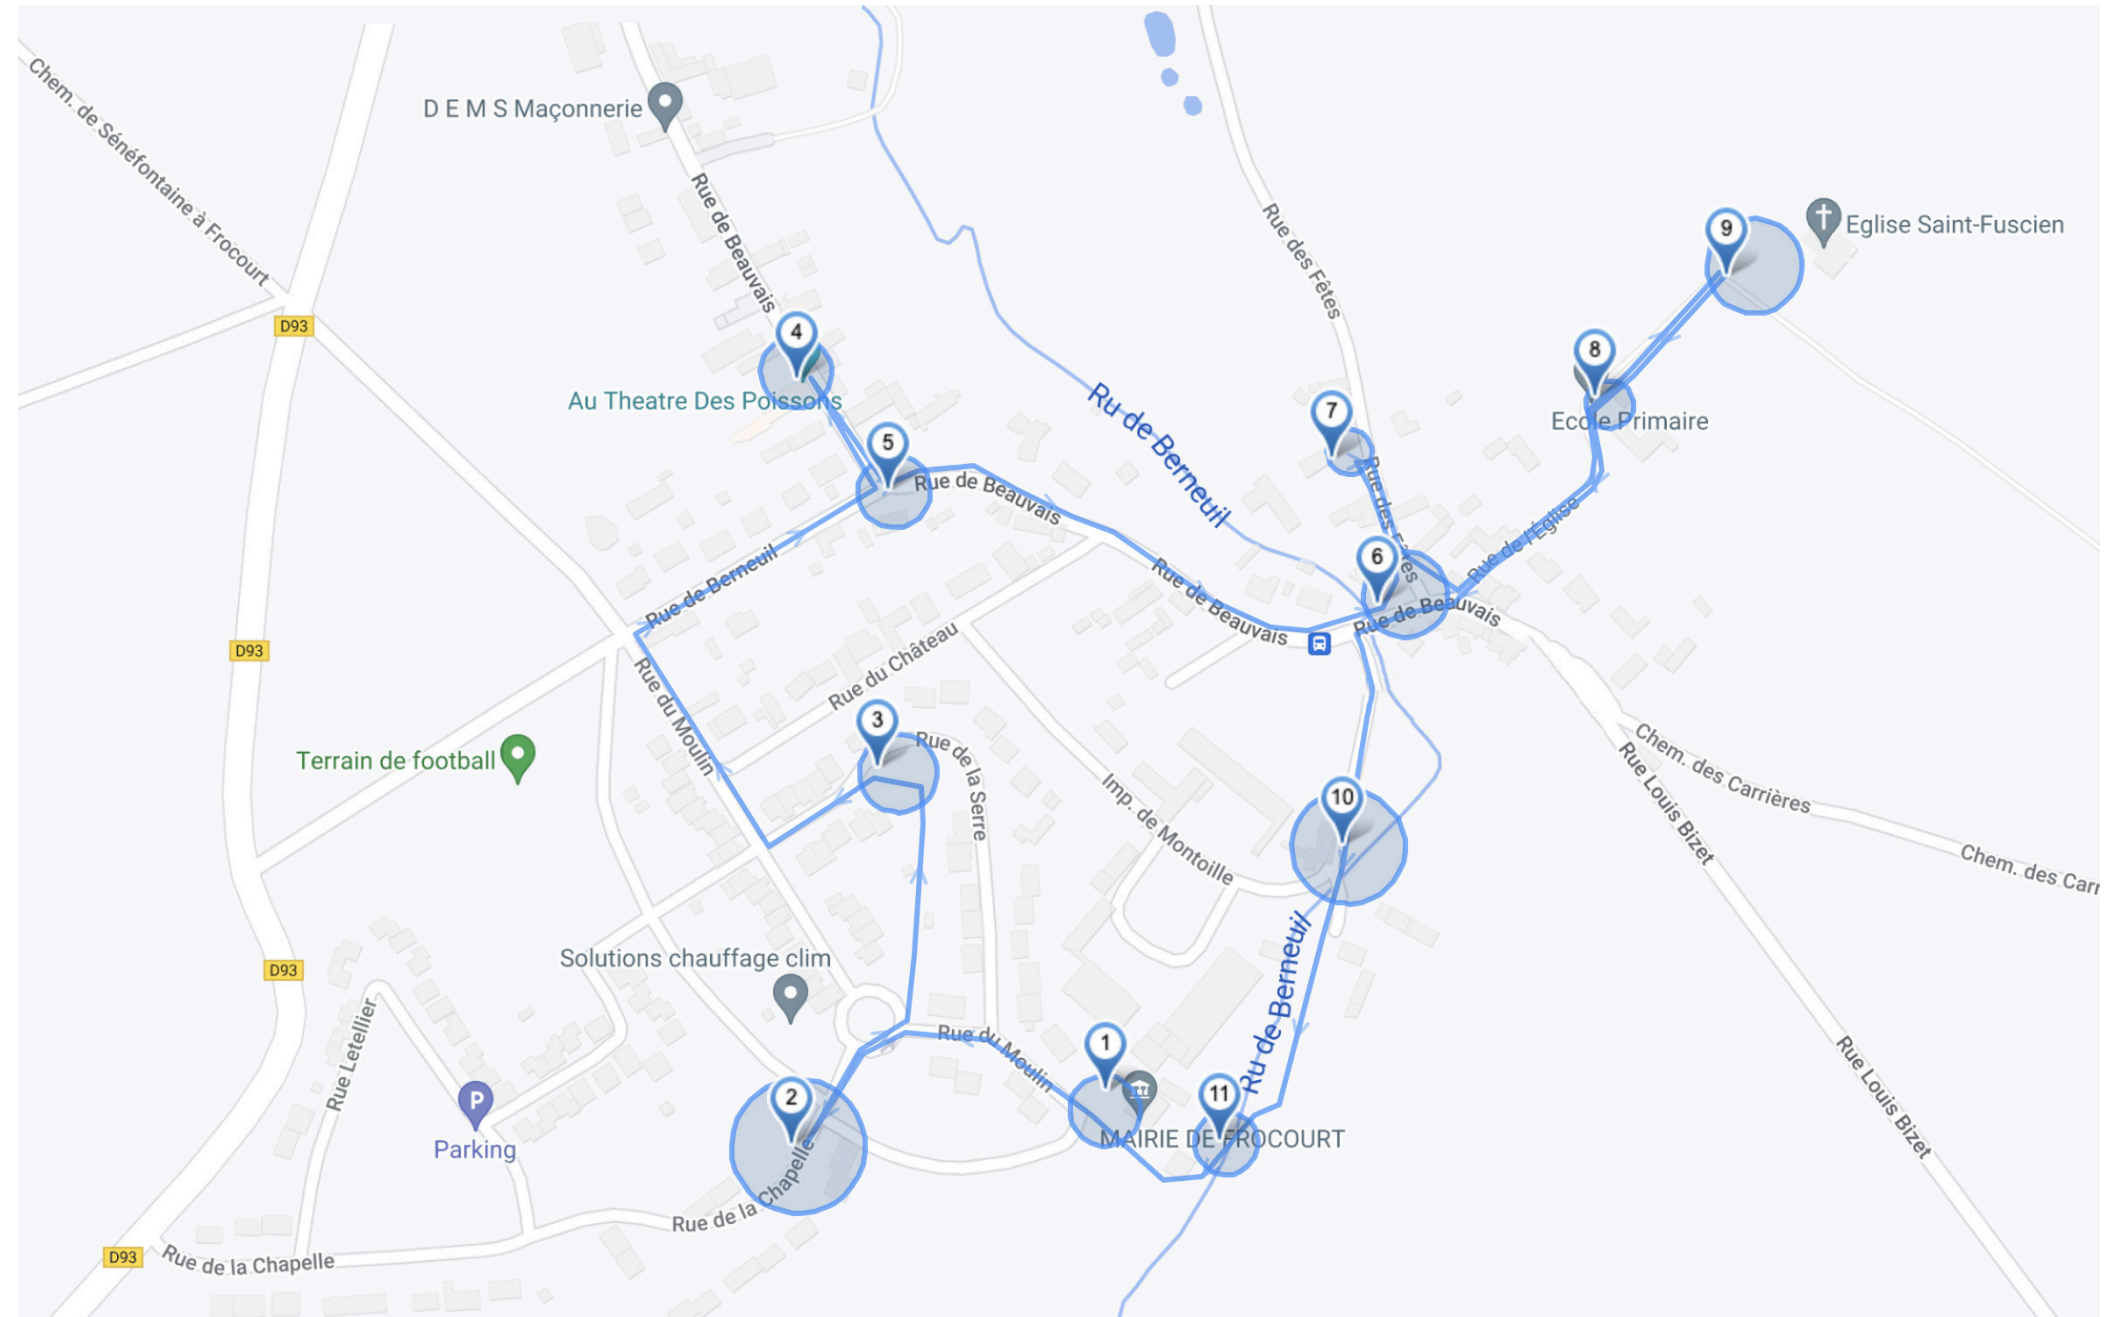 Chem. de Sénéfontaine à Frocourt
D E M S Maçonnerie
Rue de Beauvais
Rue des Fêtes
9
Eglise Saint-Fuscien
D93
4
8
Au Theatre Des Poissons
Ru de Berneuil
7
Ecole Primaire
5
Rue de Beauvais
Rue des Fêtes
Rue de l'Église
6
Rue de Berneuil
Rue de Beauvais
Rue de Beauvais
D93
Rue du Château
Rue du Moulin
3
Rue de la Serre
Terrain de football
Imp. de Montoille
10
Chem. des Carrières
Rue Louis Bizet
Chem. des Carr
D93
Solutions chauffage clim
Ru de Berneuil
Rue Letellier
Rue du Moulin
1
2
11
P
Parking
MAIRIE DE FROCOURT
Rue Louis Bizet
Rue de la Chapelle
D93
Rue de la Chapelle